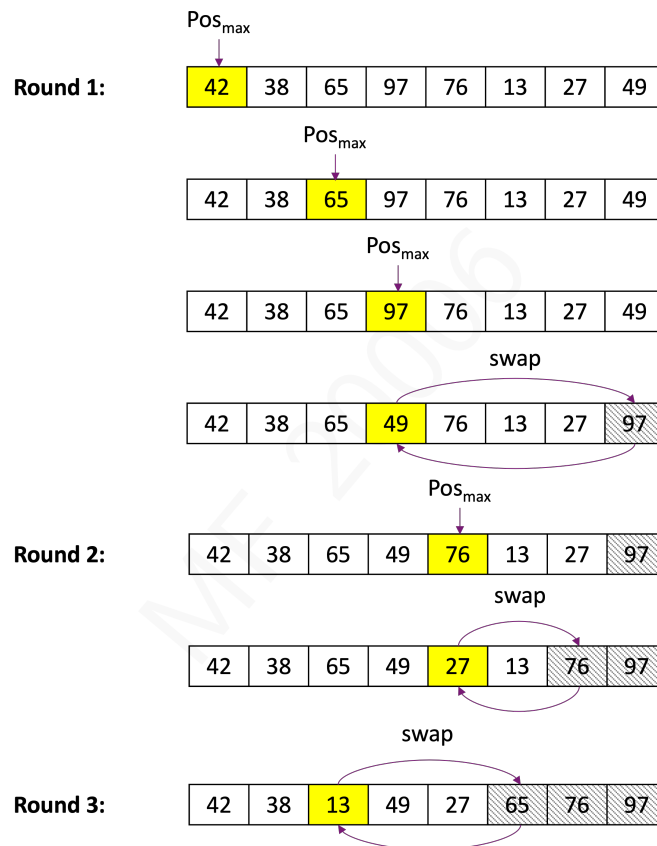 Pos_max
Round 1: 42 38 65 97 76 13 27 49
Pos_max
42 38 65 97 76 13 27 49
Pos_max
42 38 65 97 76 13 27 49
swap
42 38 65 49 76 13 27 97
Pos_max
Round 2: 42 38 65 49 76 13 27 97
swap
42 38 65 49 27 13 76 97
swap
Round 3: 42 38 13 49 27 65 76 97
MF 20006